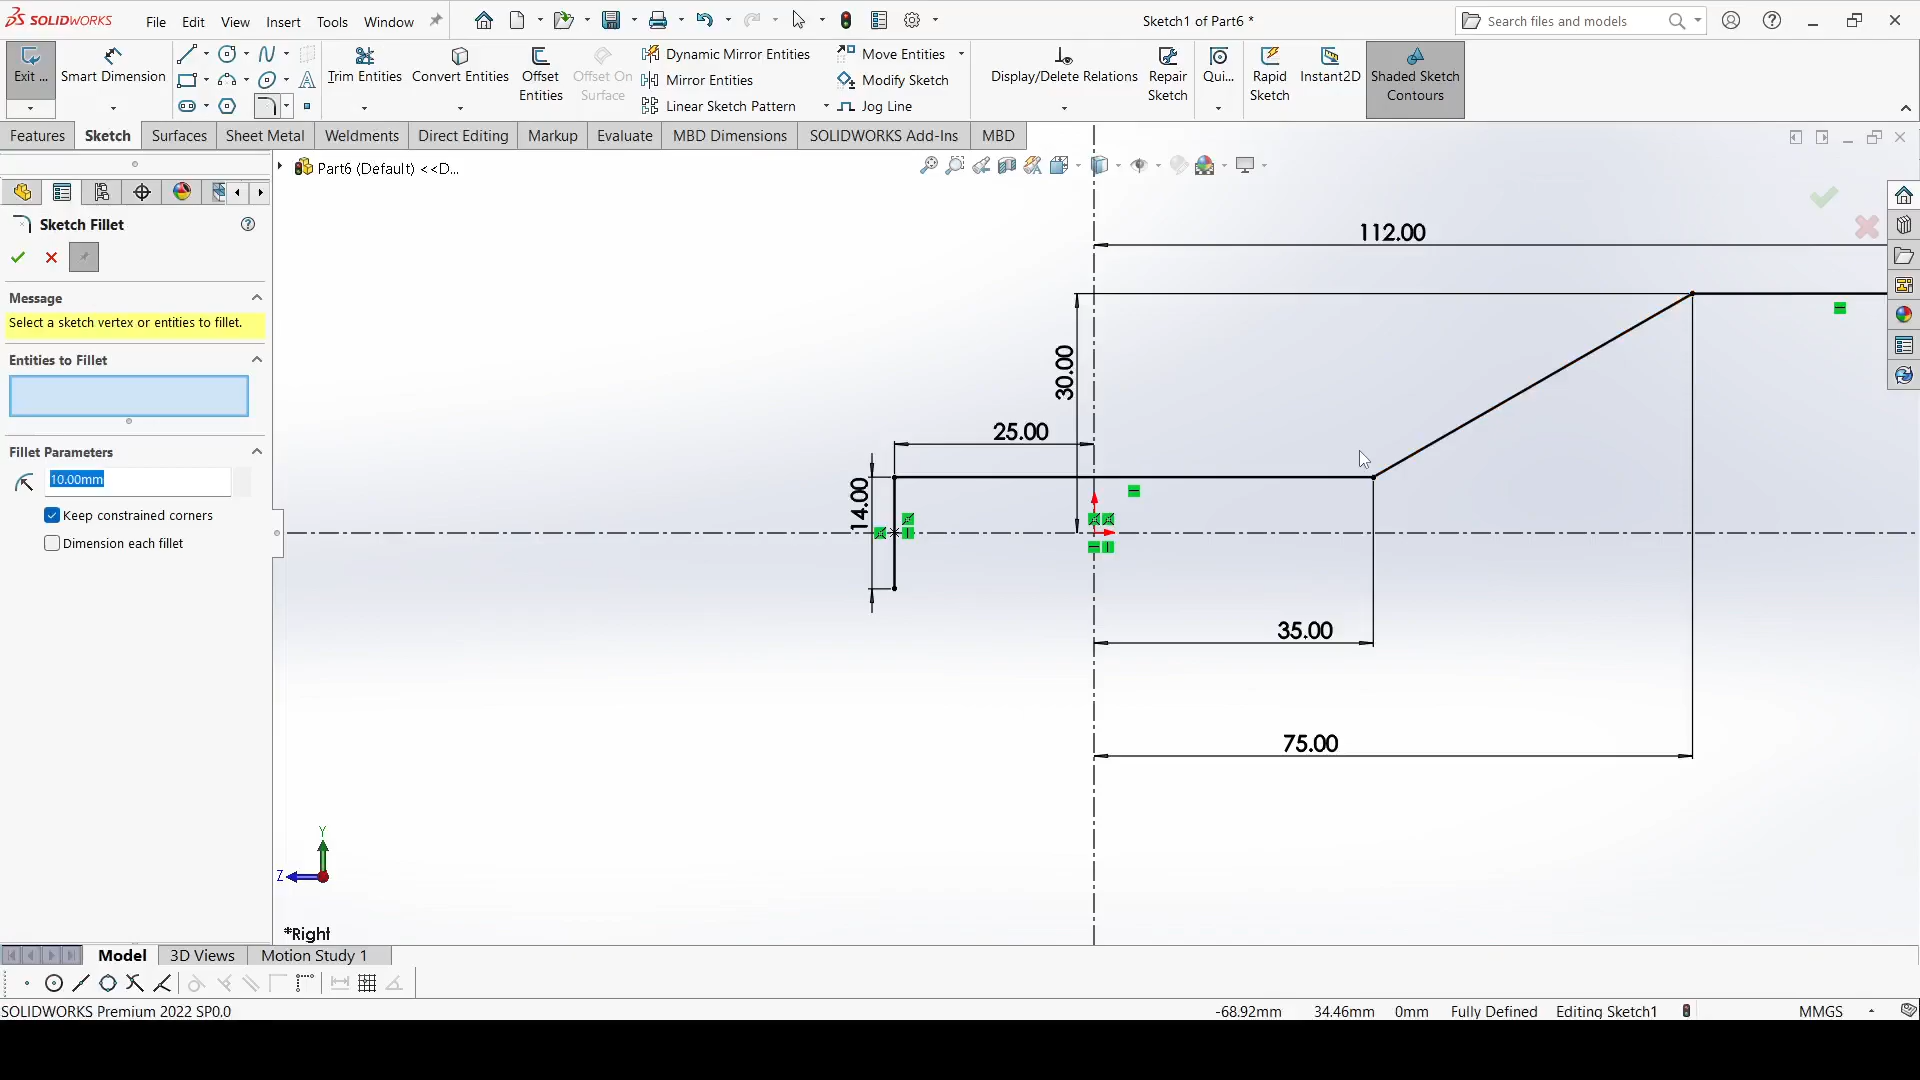 SOLIDWORKS File Edit View Insert Tools Window
Sketch1 of Part6 *
Search files and models
Exit ...
Smart Dimension
Trim Entities
Convert Entities
Offset
Entities
Offset On
Surface
Dynamic Mirror Entities
Mirror Entities
Linear Sketch Pattern
Move Entities
Modify Sketch
Jog Line
Display/Delete Relations
Repair
Sketch
Qui...
Rapid
Sketch
Instant2D
Shaded Sketch
Contours
Features Sketch Surfaces Sheet Metal Weldments Direct Editing Markup Evaluate MBD Dimensions SOLIDWORKS Add-Ins MBD
Part6 (Default) <<D...
Sketch Fillet
Message
Select a sketch vertex or entities to fillet.
Entities to Fillet
Fillet Parameters
10.00mm
Keep constrained corners
Dimension each fillet
112.00
30.00
25.00
14.00
35.00
75.00
Y
Z
*Right
Model 3D Views Motion Study 1
SOLIDWORKS Premium 2022 SP0.0
-68.92mm 34.46mm 0mm Fully Defined Editing Sketch1 MMGS